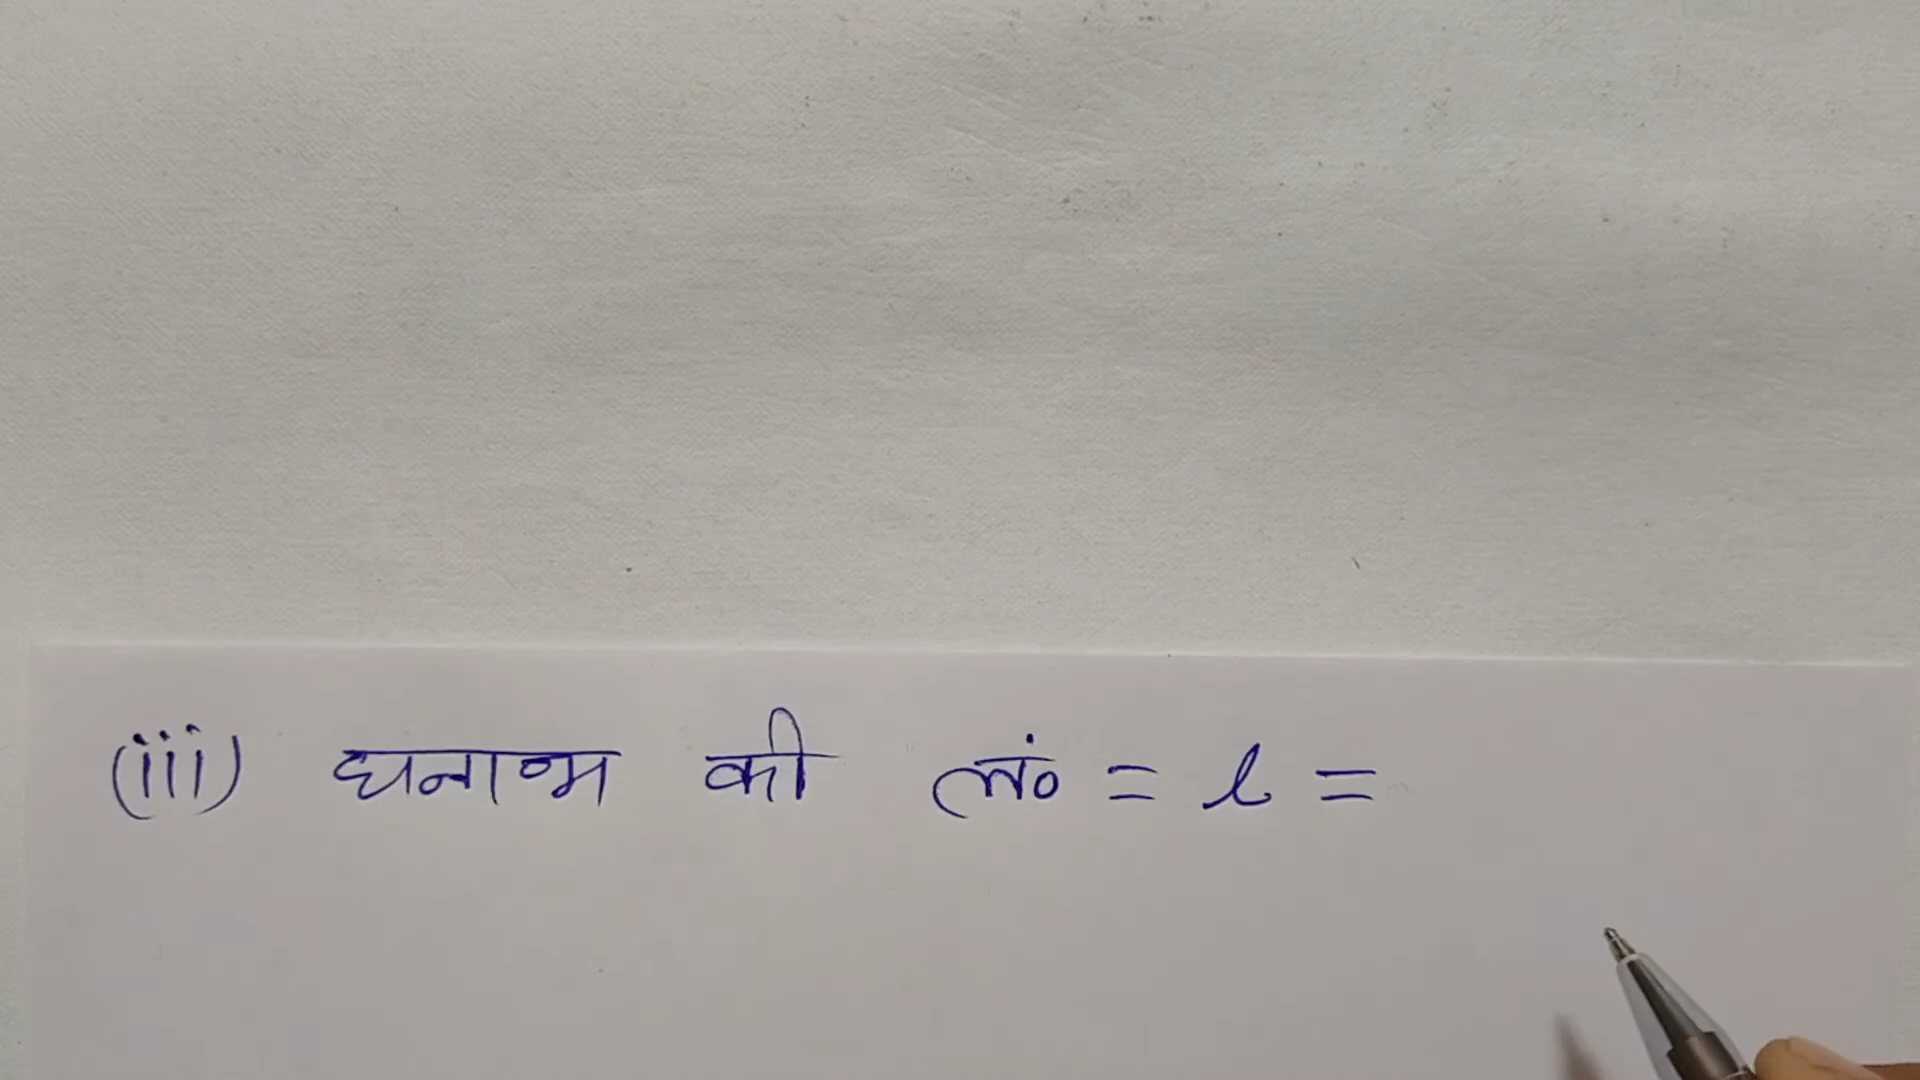 (iii) घनाभ की लं० = l =